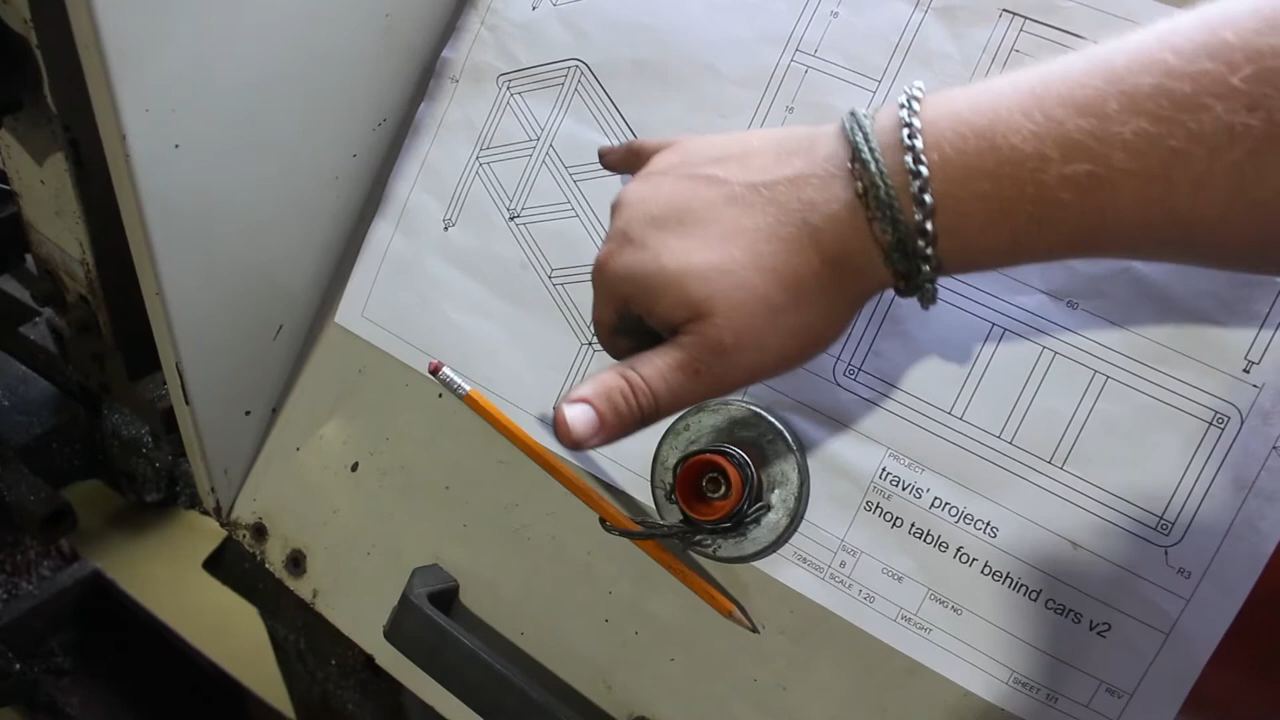 16
16
60
R3
PROJECT
travis' projects
TITLE
shop table for behind cars v2
SIZE
B
CODE
DWG NO
7/28/2020
SCALE 1:20
WEIGHT
SHEET 1/1
REV